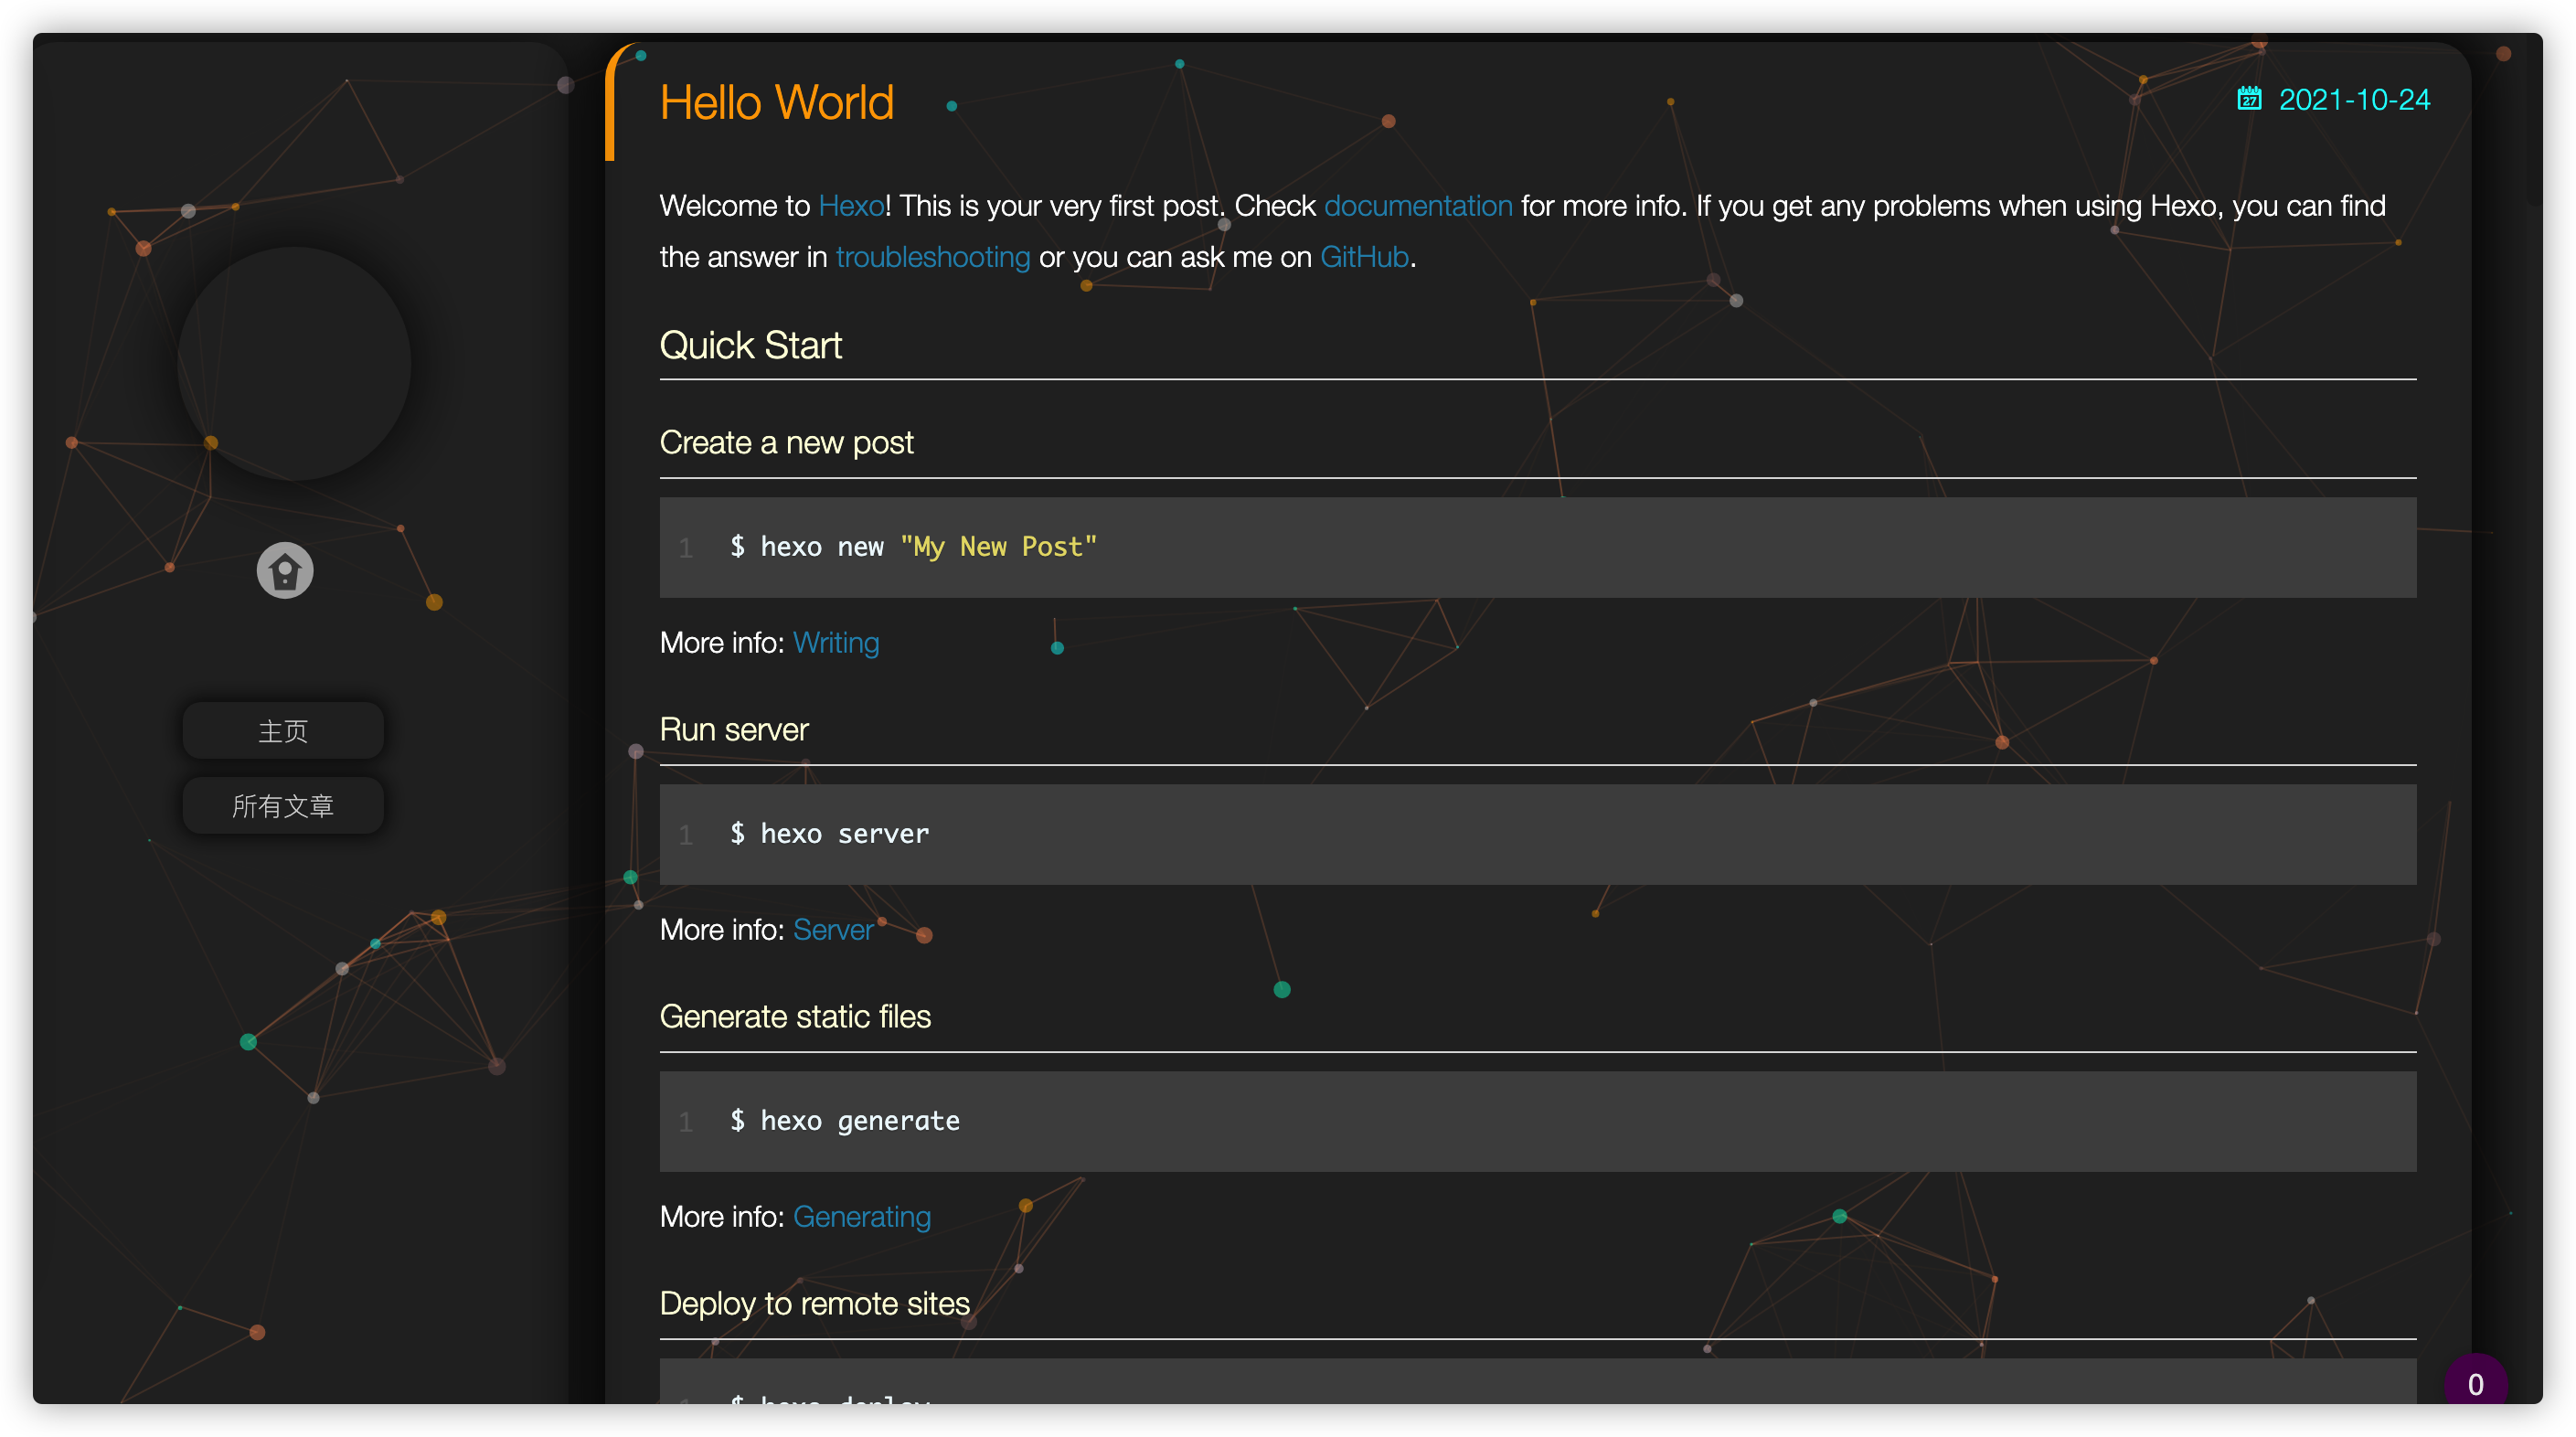 主页
所有文章
Hello World
2021-10-24
Welcome to Hexo! This is your very first post. Check documentation for more info. If you get any problems when using Hexo, you can find
the answer in troubleshooting or you can ask me on GitHub.
Quick Start
Create a new post
1 $ hexo new "My New Post"
More info: Writing
Run server
1 $ hexo server
More info: Server
Generate static files
1 $ hexo generate
More info: Generating
Deploy to remote sites
1 $ hexo deploy
0